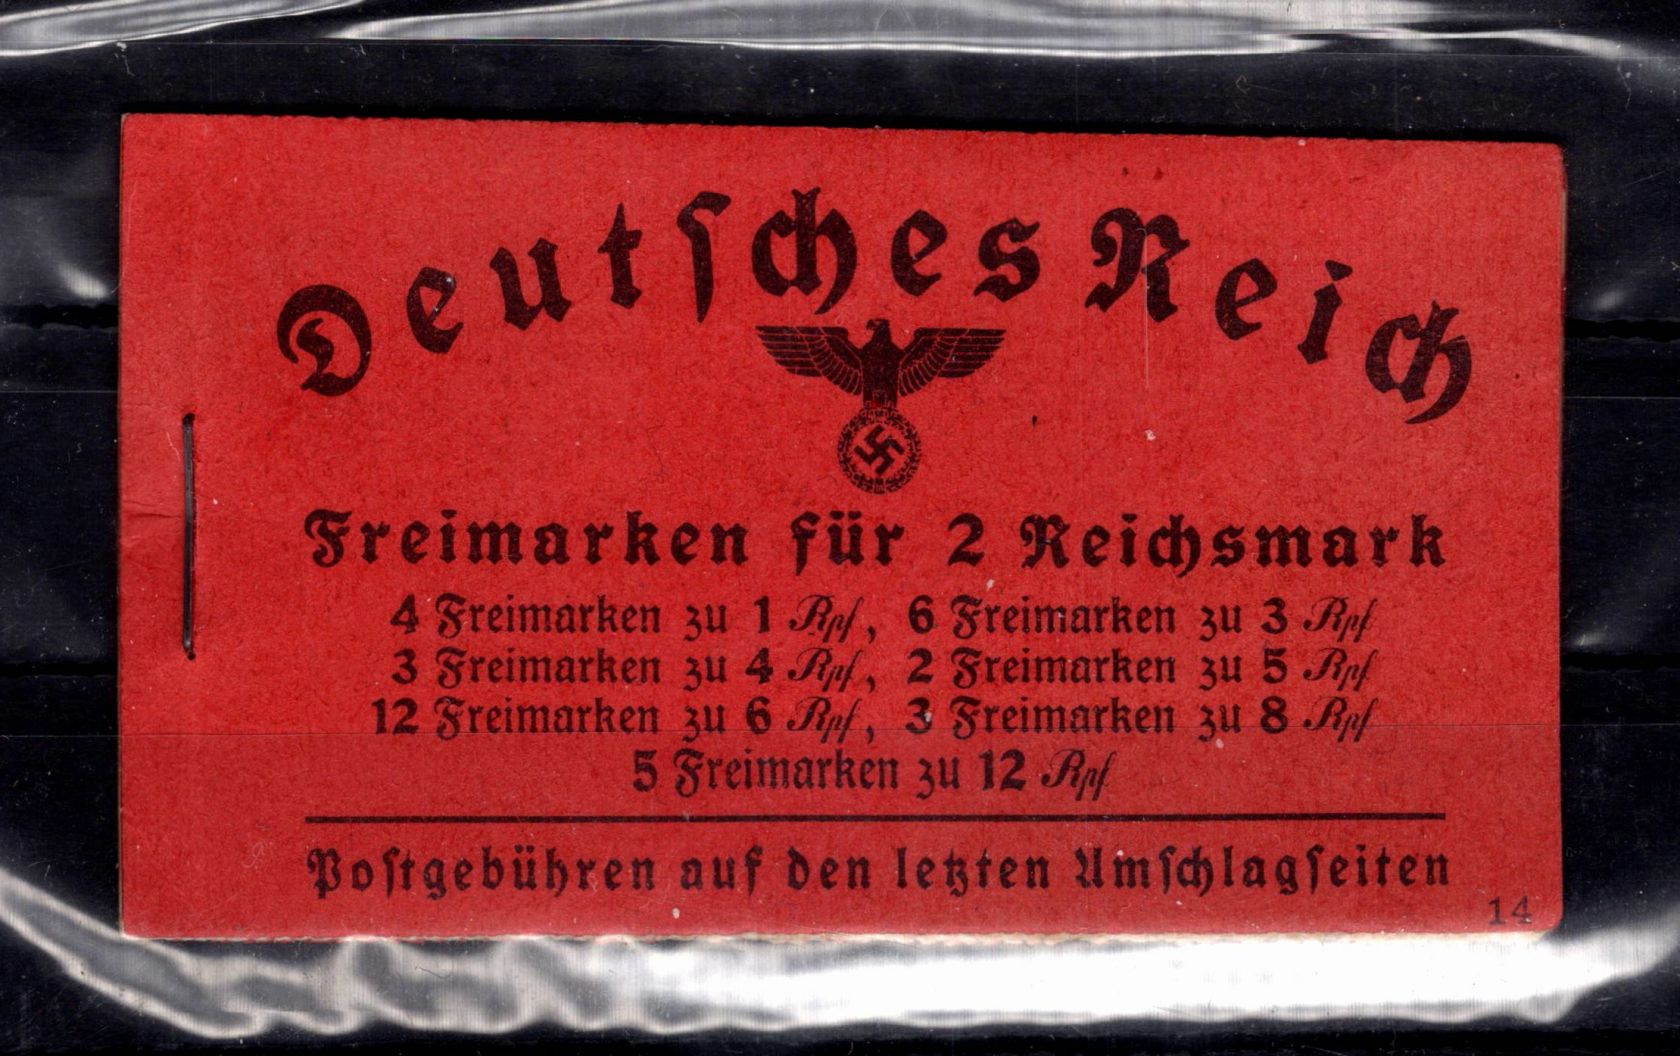 Deutſches Reich
Freimarken für 2 Reichsmark
4 Freimarken zu 1 Rpf, 6 Freimarken zu 3 Rpf
3 Freimarken zu 4 Rpf, 2 Freimarken zu 5 Rpf
12 Freimarken zu 6 Rpf, 3 Freimarken zu 8 Rpf
5 Freimarken zu 12 Rpf
Poſtgebühren auf den letzten Umſchlagſeiten
14